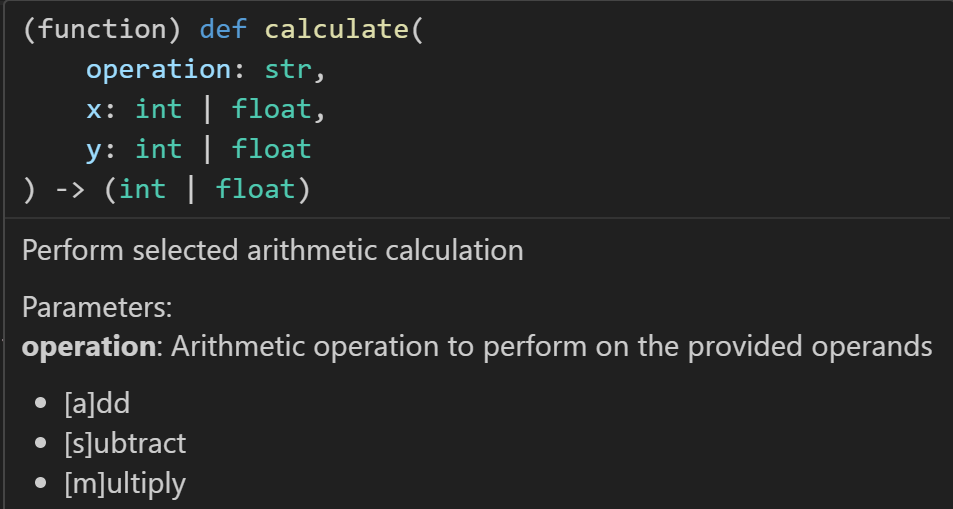 (function) def calculate(
    operation: str,
    x: int | float,
    y: int | float
) -> (int | float)
Perform selected arithmetic calculation
Parameters:
operation: Arithmetic operation to perform on the provided operands
• [a]dd
• [s]ubtract
• [m]ultiply